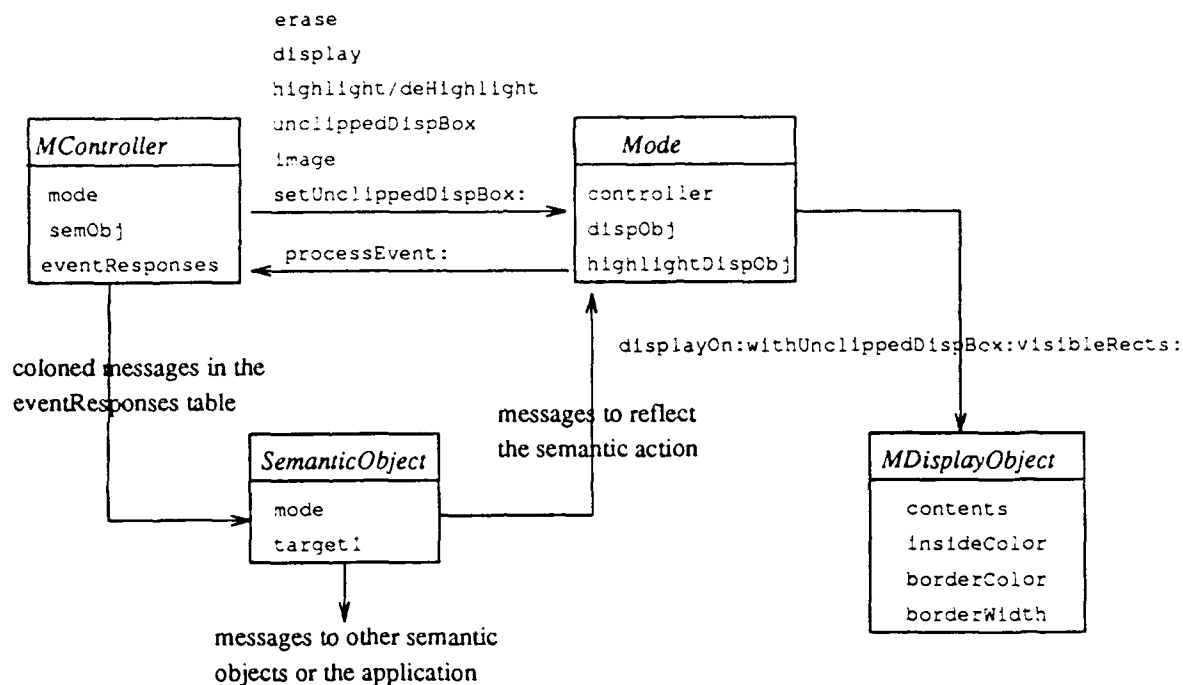 erase
display
highlight/deHighlight
unclippedDispBox
image
setUnclippedDispBox:
processEvent:
MController
mode
semObj
eventResponses
Mode
controller
dispObj
highlightDispObj
displayOn:withUnclippedDispBox:visibleRects:
coloned messages in the
eventResponses table
messages to reflect
the semantic action
SemanticObject
mode
target1
MDisplayObject
contents
insideColor
borderColor
borderWidth
messages to other semantic
objects or the application